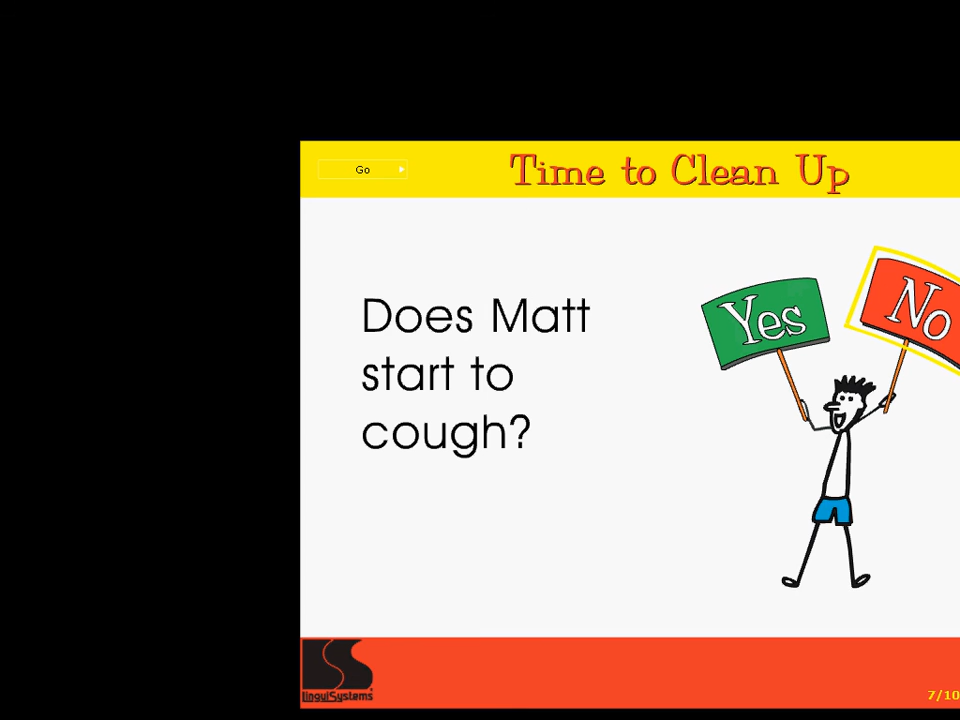 Go
Time to Clean Up
Does Matt
start to
cough?
Yes
No
LinguiSystems
7/10